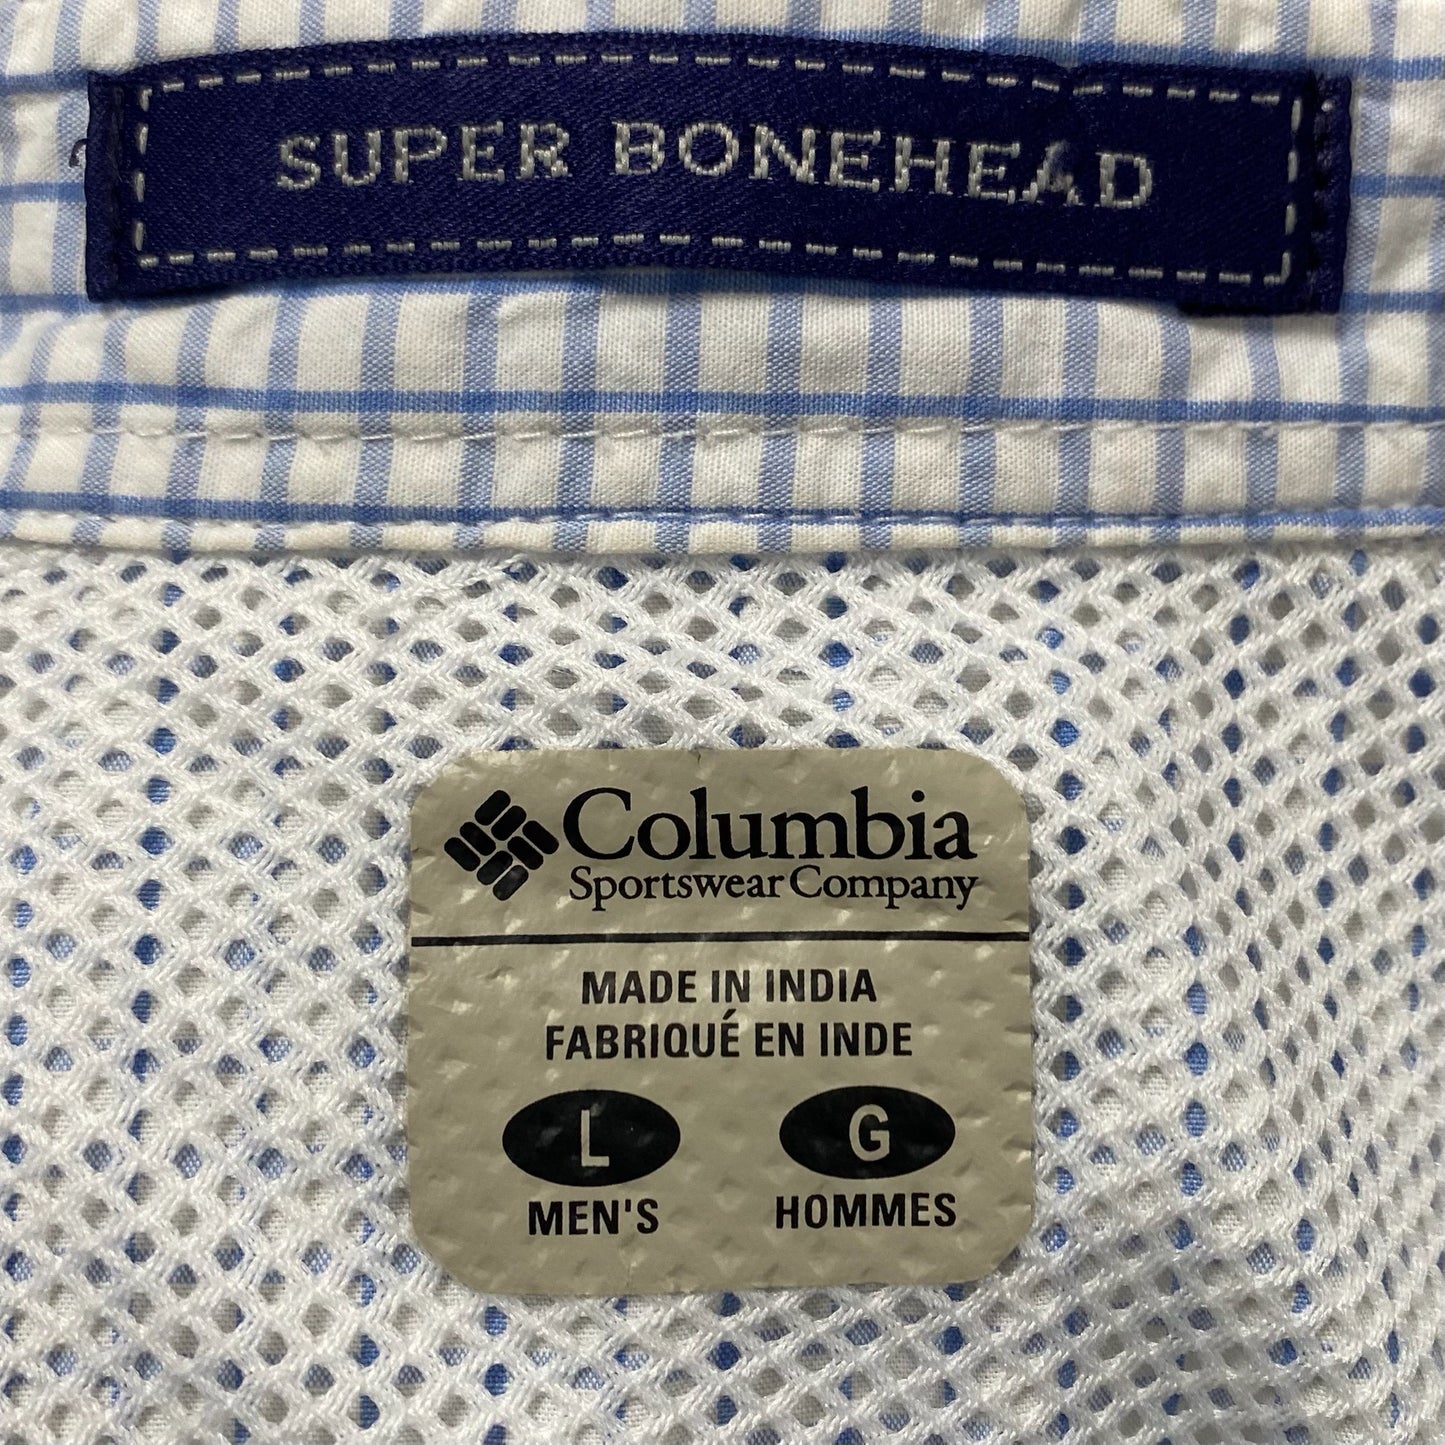 SUPER BONEHEAD
Columbia
Sportswear Company
MADE IN INDIA
FABRIQUÉ EN INDE
L G
MEN'S HOMMES